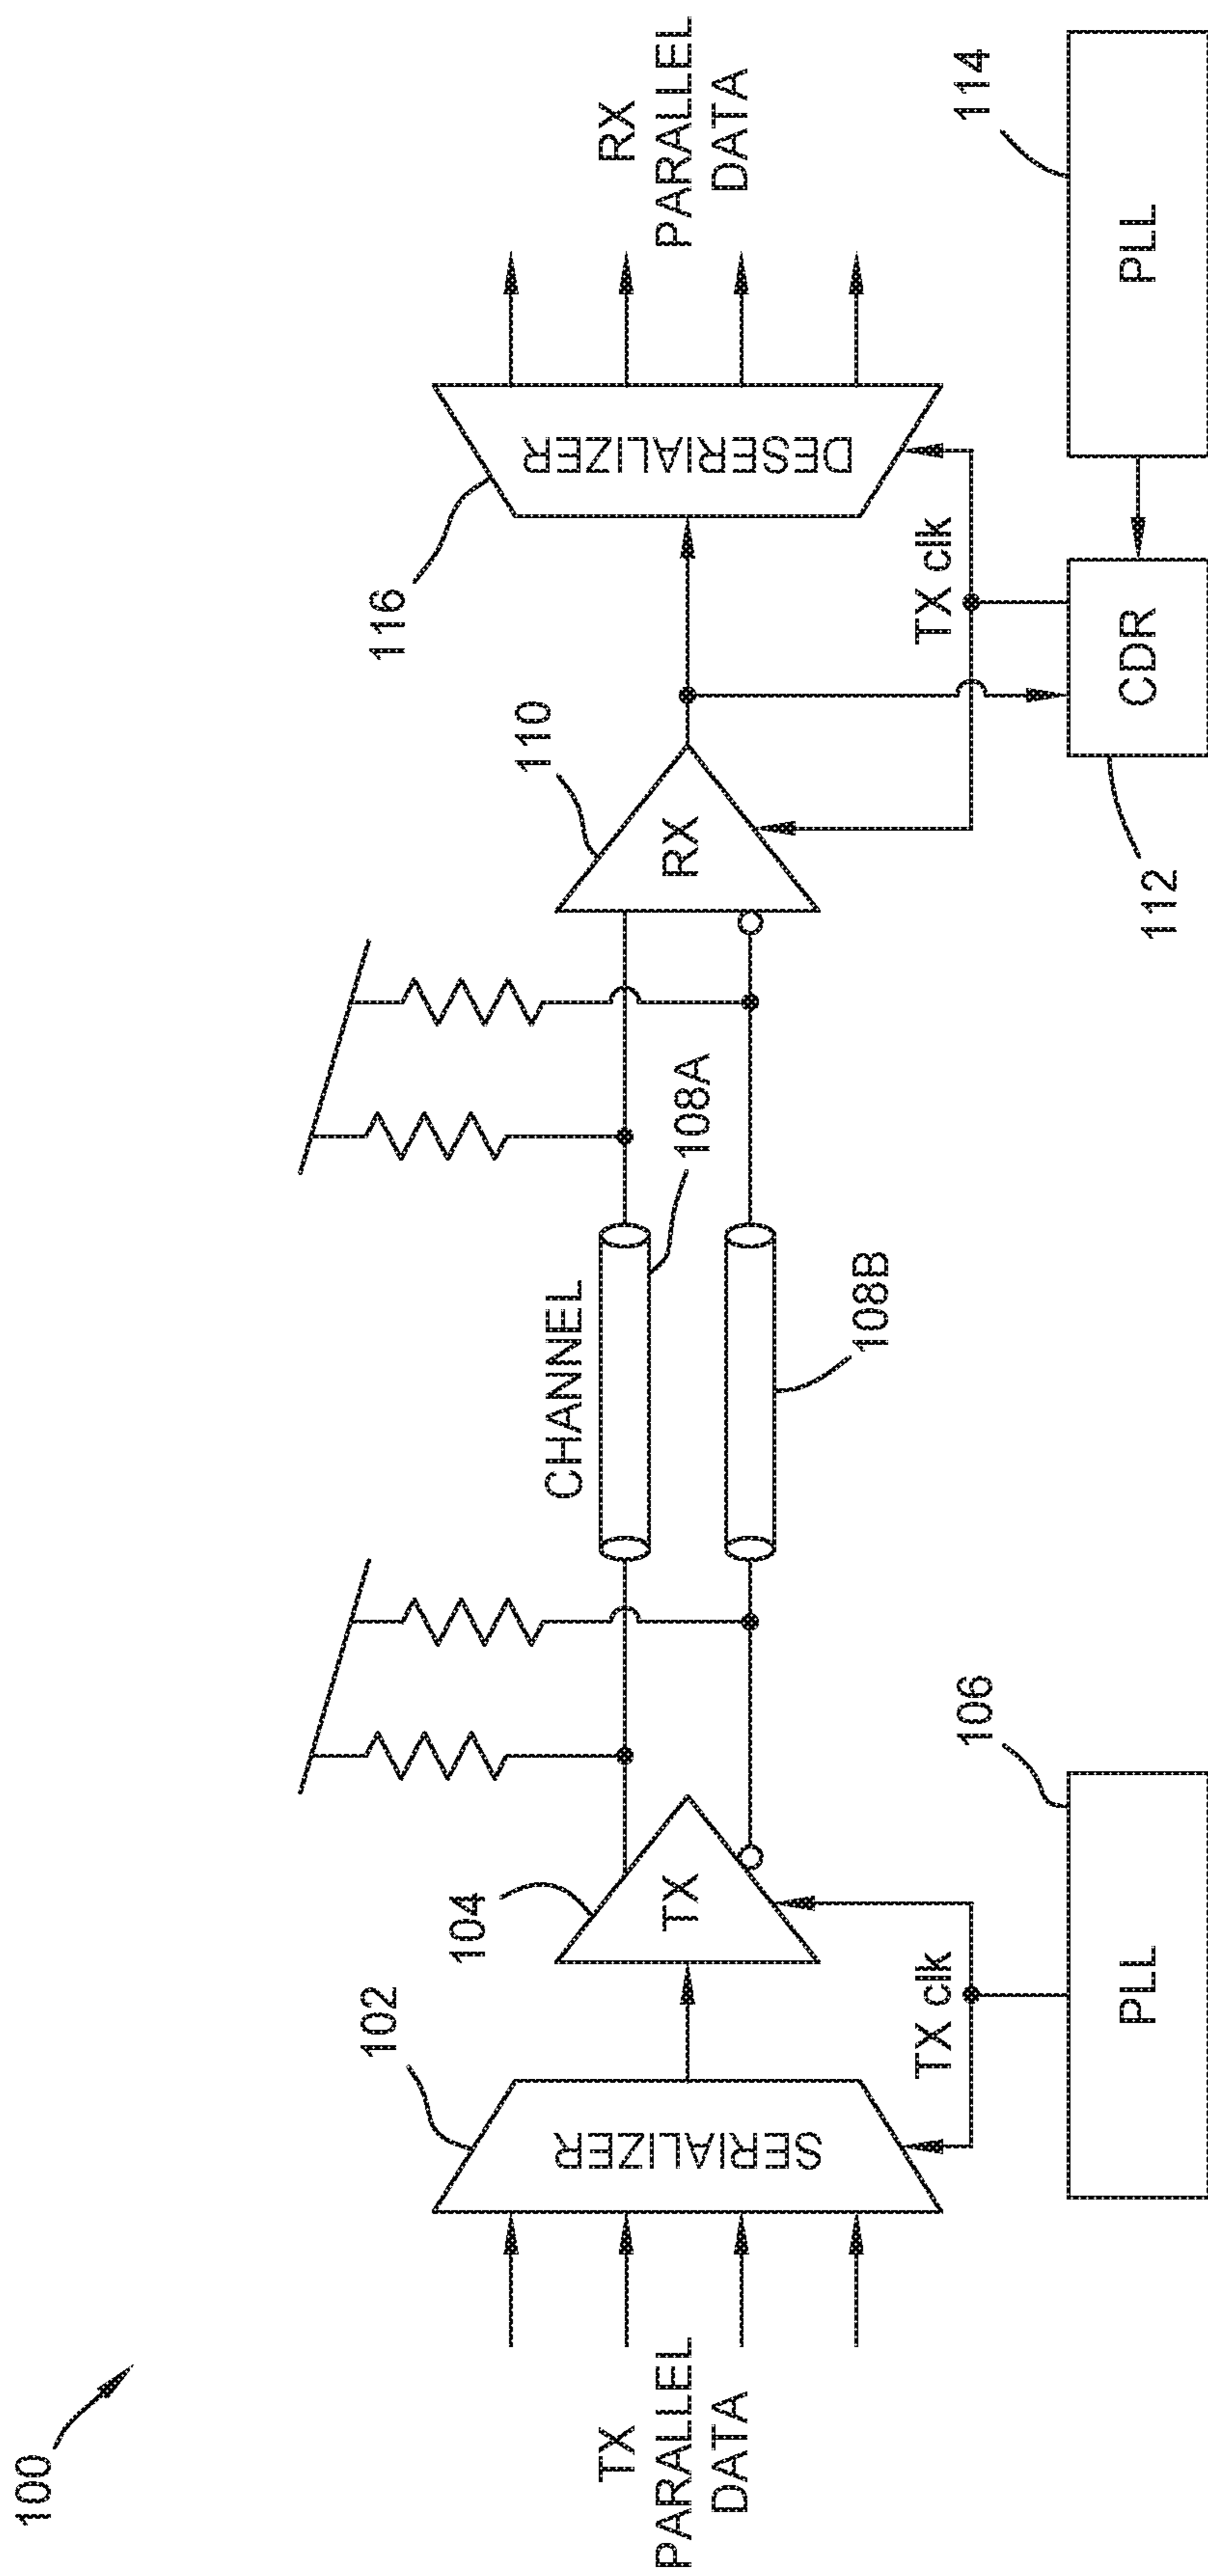 100
TX
PARALLEL
DATA
102
SERIALIZER
104
TX
TX clk
106
PLL
CHANNEL
108A
108B
110
RX
116
DESERIALIZER
TX clk
112
CDR
114
PLL
RX
PARALLEL
DATA